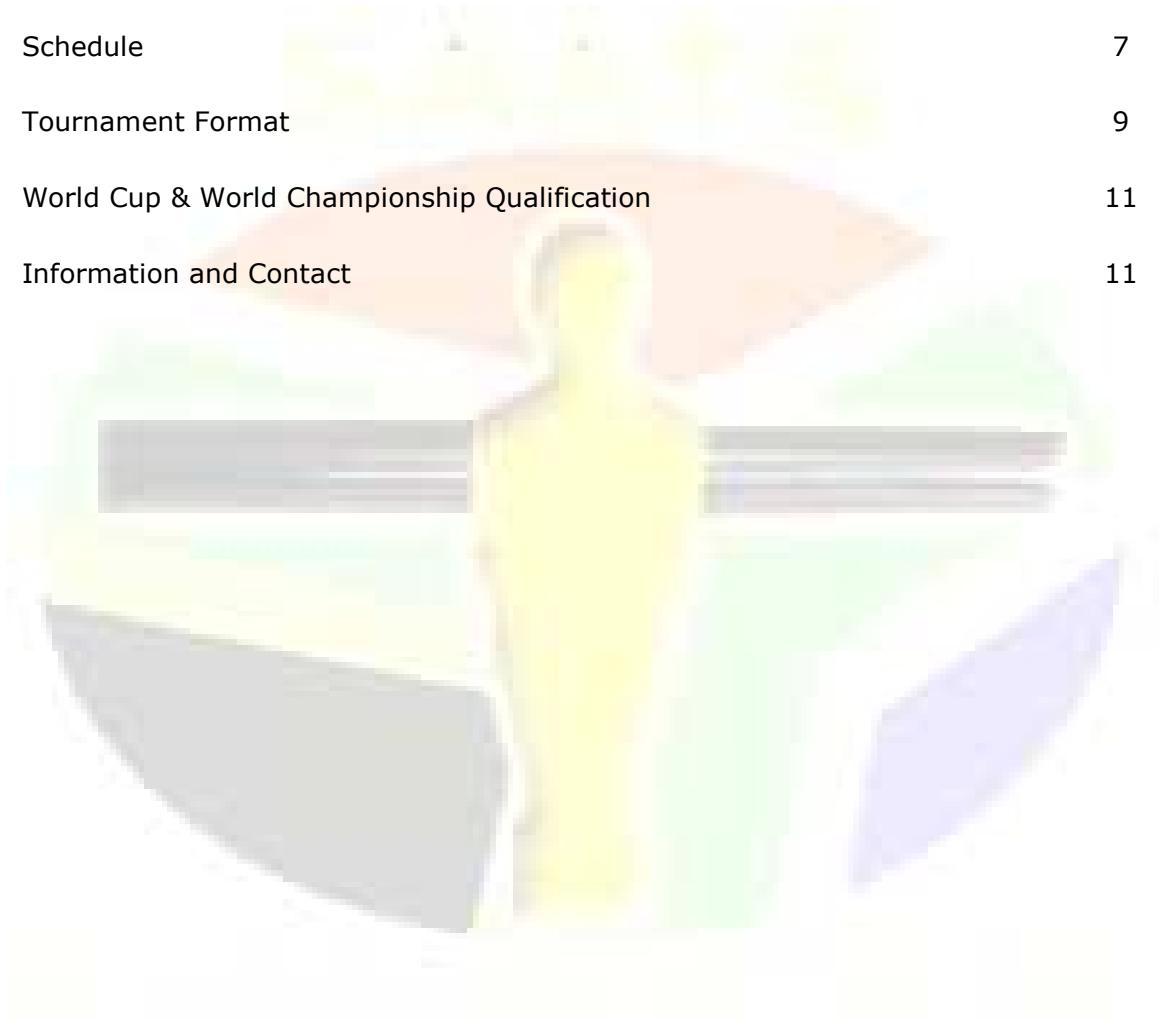 Schedule 7
Tournament Format 9
World Cup & World Championship Qualification 11
Information and Contact 11